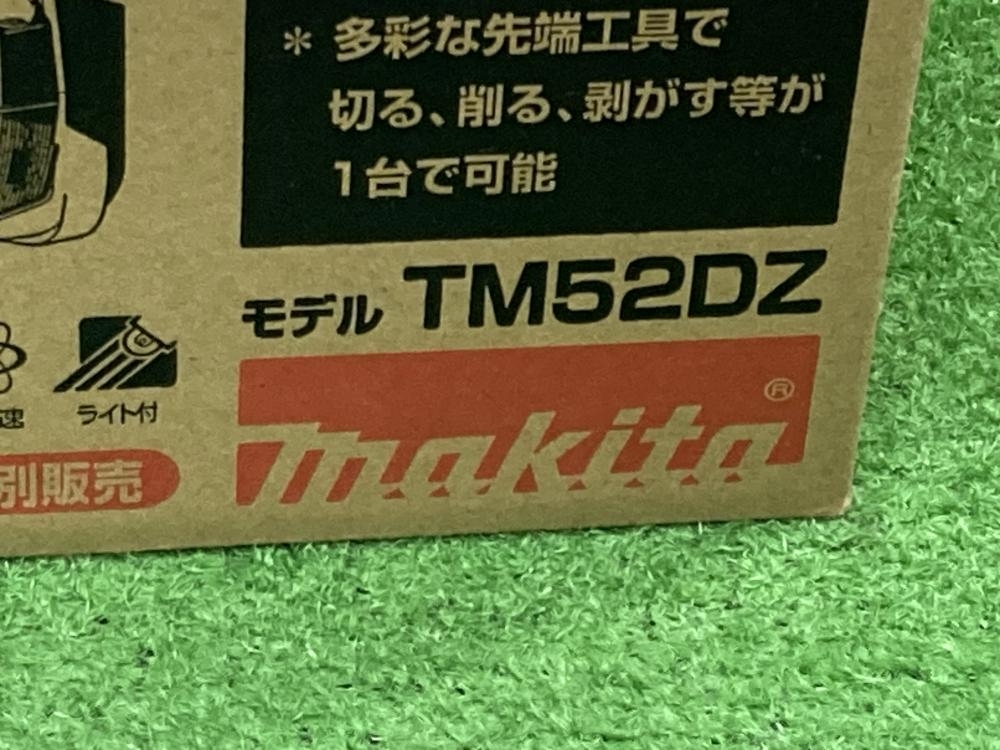 * 多彩な先端工具で
切る、削る、剥がす等が
1台で可能
モデル TM52DZ
速
ライト付
別販売
makita®